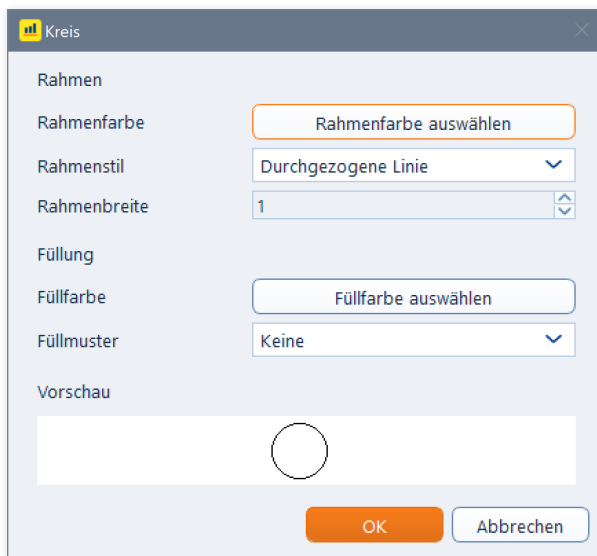 Kreis
Rahmen
Rahmenfarbe Rahmenfarbe auswählen
Rahmenstil Durchgezogene Linie
Rahmenbreite 1
Füllung
Füllfarbe Füllfarbe auswählen
Füllmuster Keine
Vorschau
OK Abbrechen